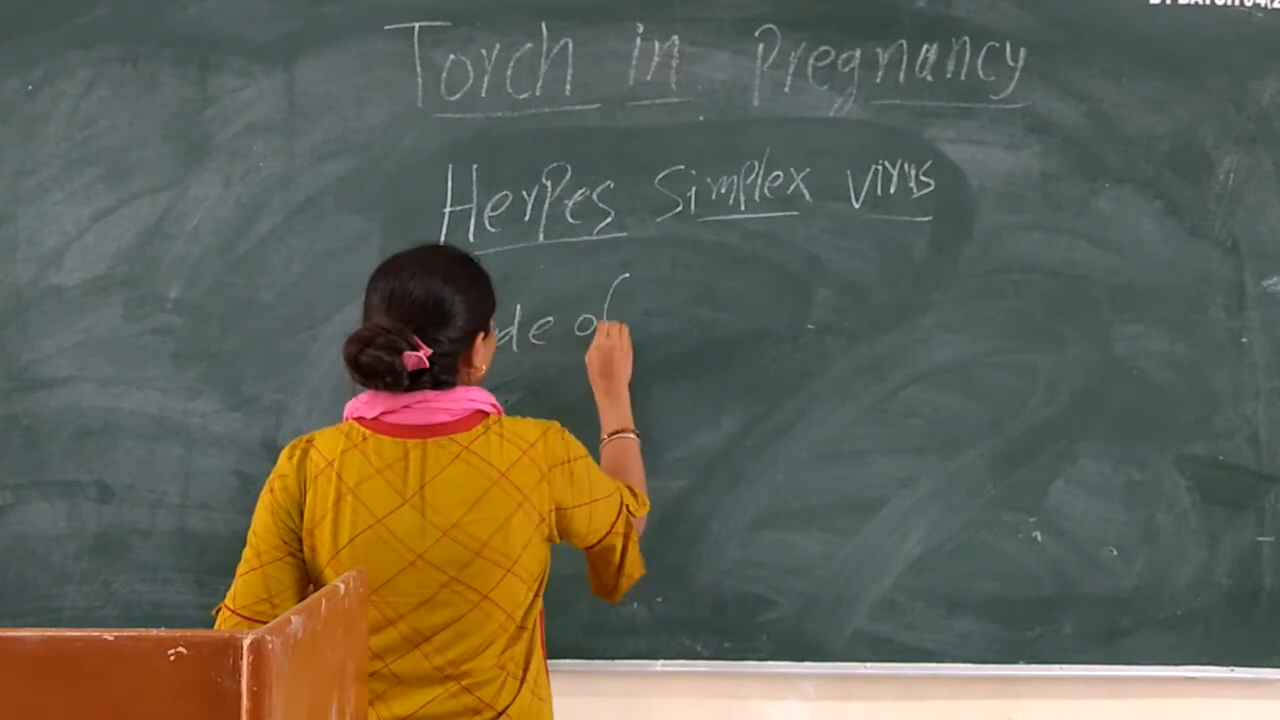 Torch in Pregnancy
Herpes Simplex virus
de of